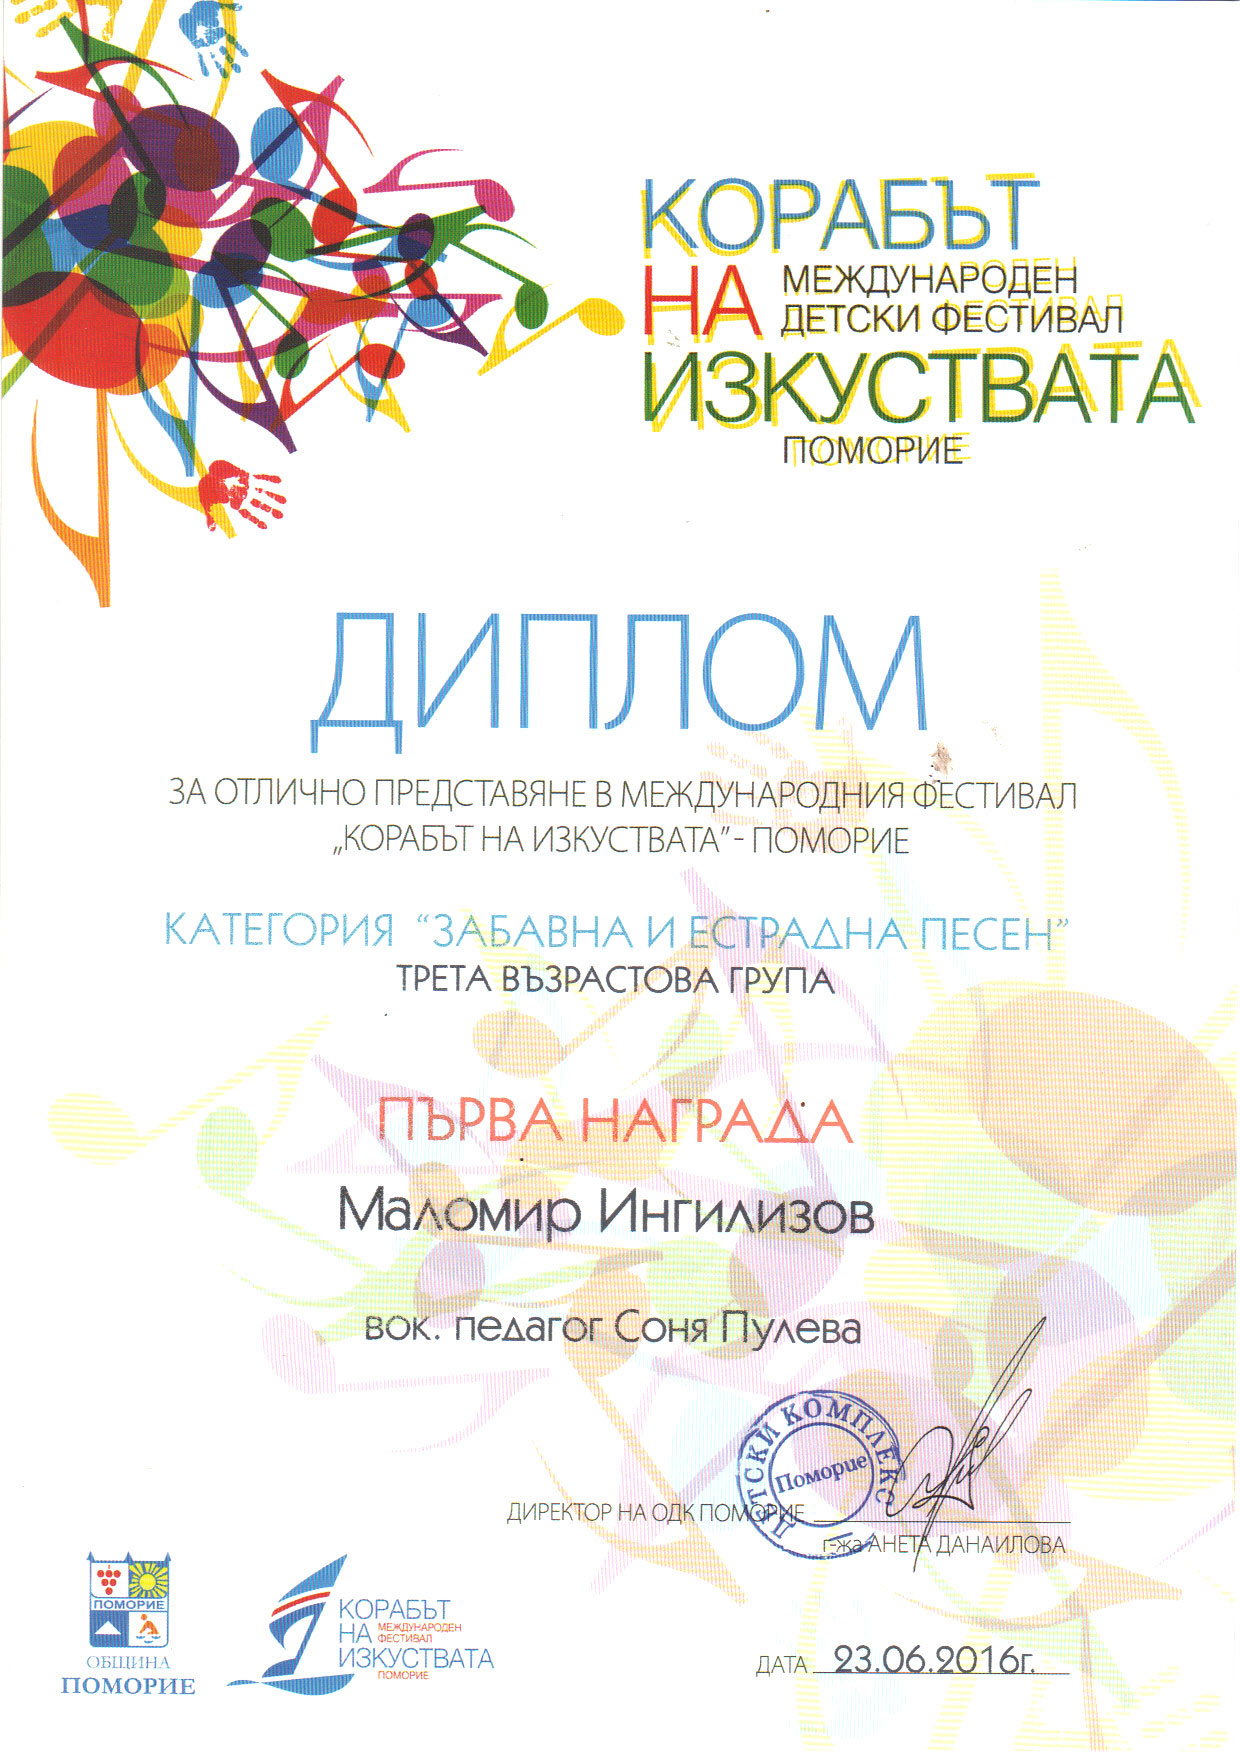 КОРАБЪТ
НА МЕЖДУНАРОДЕН
ДЕТСКИ ФЕСТИВАЛ
ИЗКУСТВАТА
ПОМОРИЕ
ДИПЛОМ
ЗА ОТЛИЧНО ПРЕДСТАВЯНЕ В МЕЖДУНАРОДНИЯ ФЕСТИВАЛ
„КОРАБЪТ НА ИЗКУСТВАТА”- ПОМОРИЕ
КАТЕГОРИЯ “ЗАБАВНА И ЕСТРАДНА ПЕСЕН”
ТРЕТА ВЪЗРАСТОВА ГРУПА
ПЪРВА НАГРАДА
Маломир Ингилизов
вок. педагог Соня Пулева
ДЕТСКИ КОМПЛЕКС
Поморие
ДИРЕКТОР НА ОДК ПОМОРИЕ
г-жа АНЕТА ДАНАИЛОВА
ПОМОРИЕ
ОБЩИНА
ПОМОРИЕ
КОРАБЪТ
НА МЕЖДУНАРОДЕН
ФЕСТИВАЛ
ИЗКУСТВАТА
ПОМОРИЕ
ДАТА 23.06.2016г.